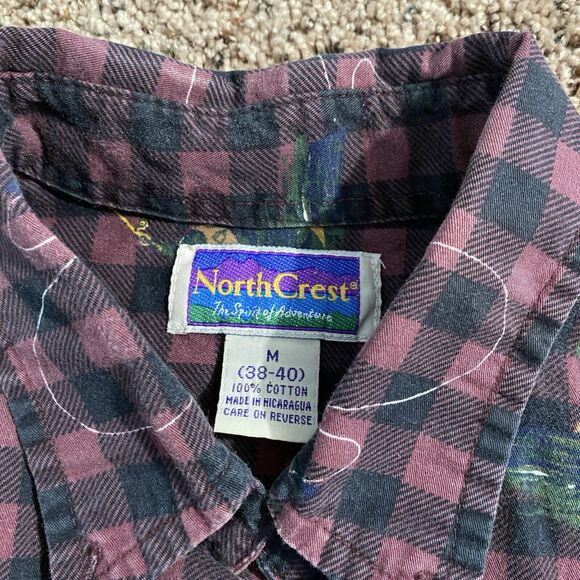 NorthCrest®
The Spirit of Adventure
M
(38-40)
100% COTTON
MADE IN NICARAGUA
CARE ON REVERSE